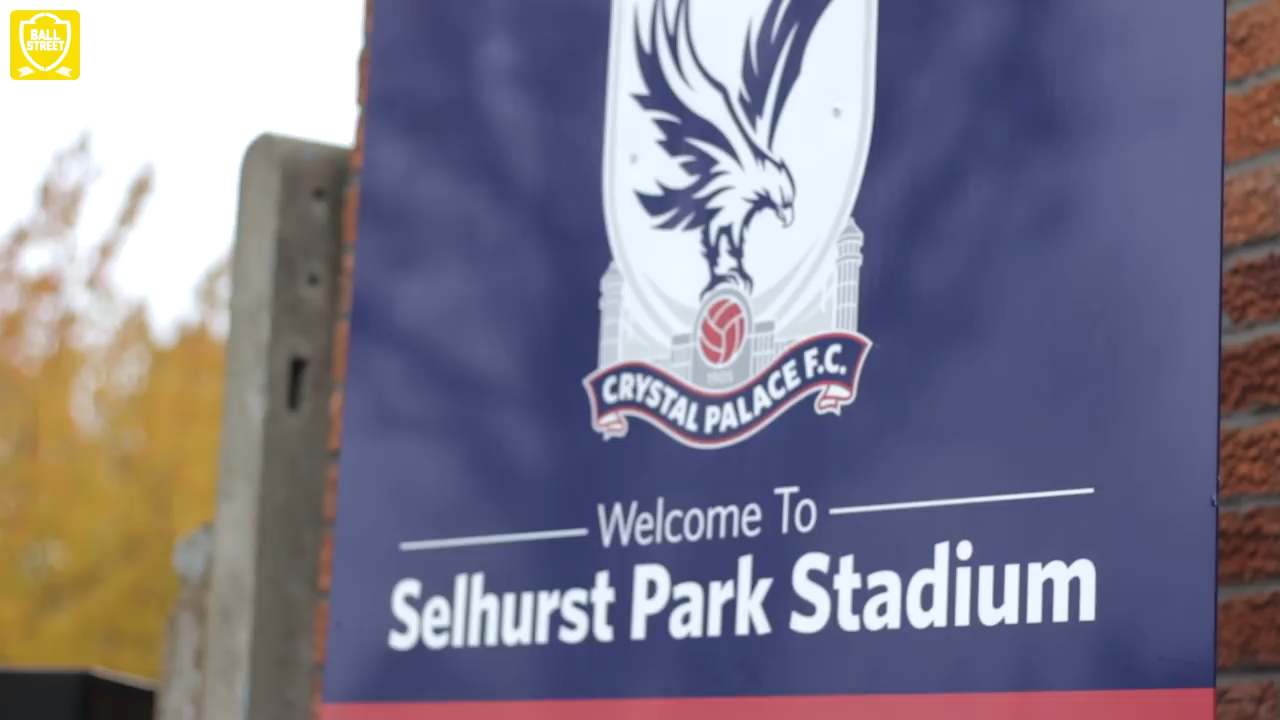 BALL
STREET
CRYSTAL PALACE F.C.
Welcome To
Selhurst Park Stadium